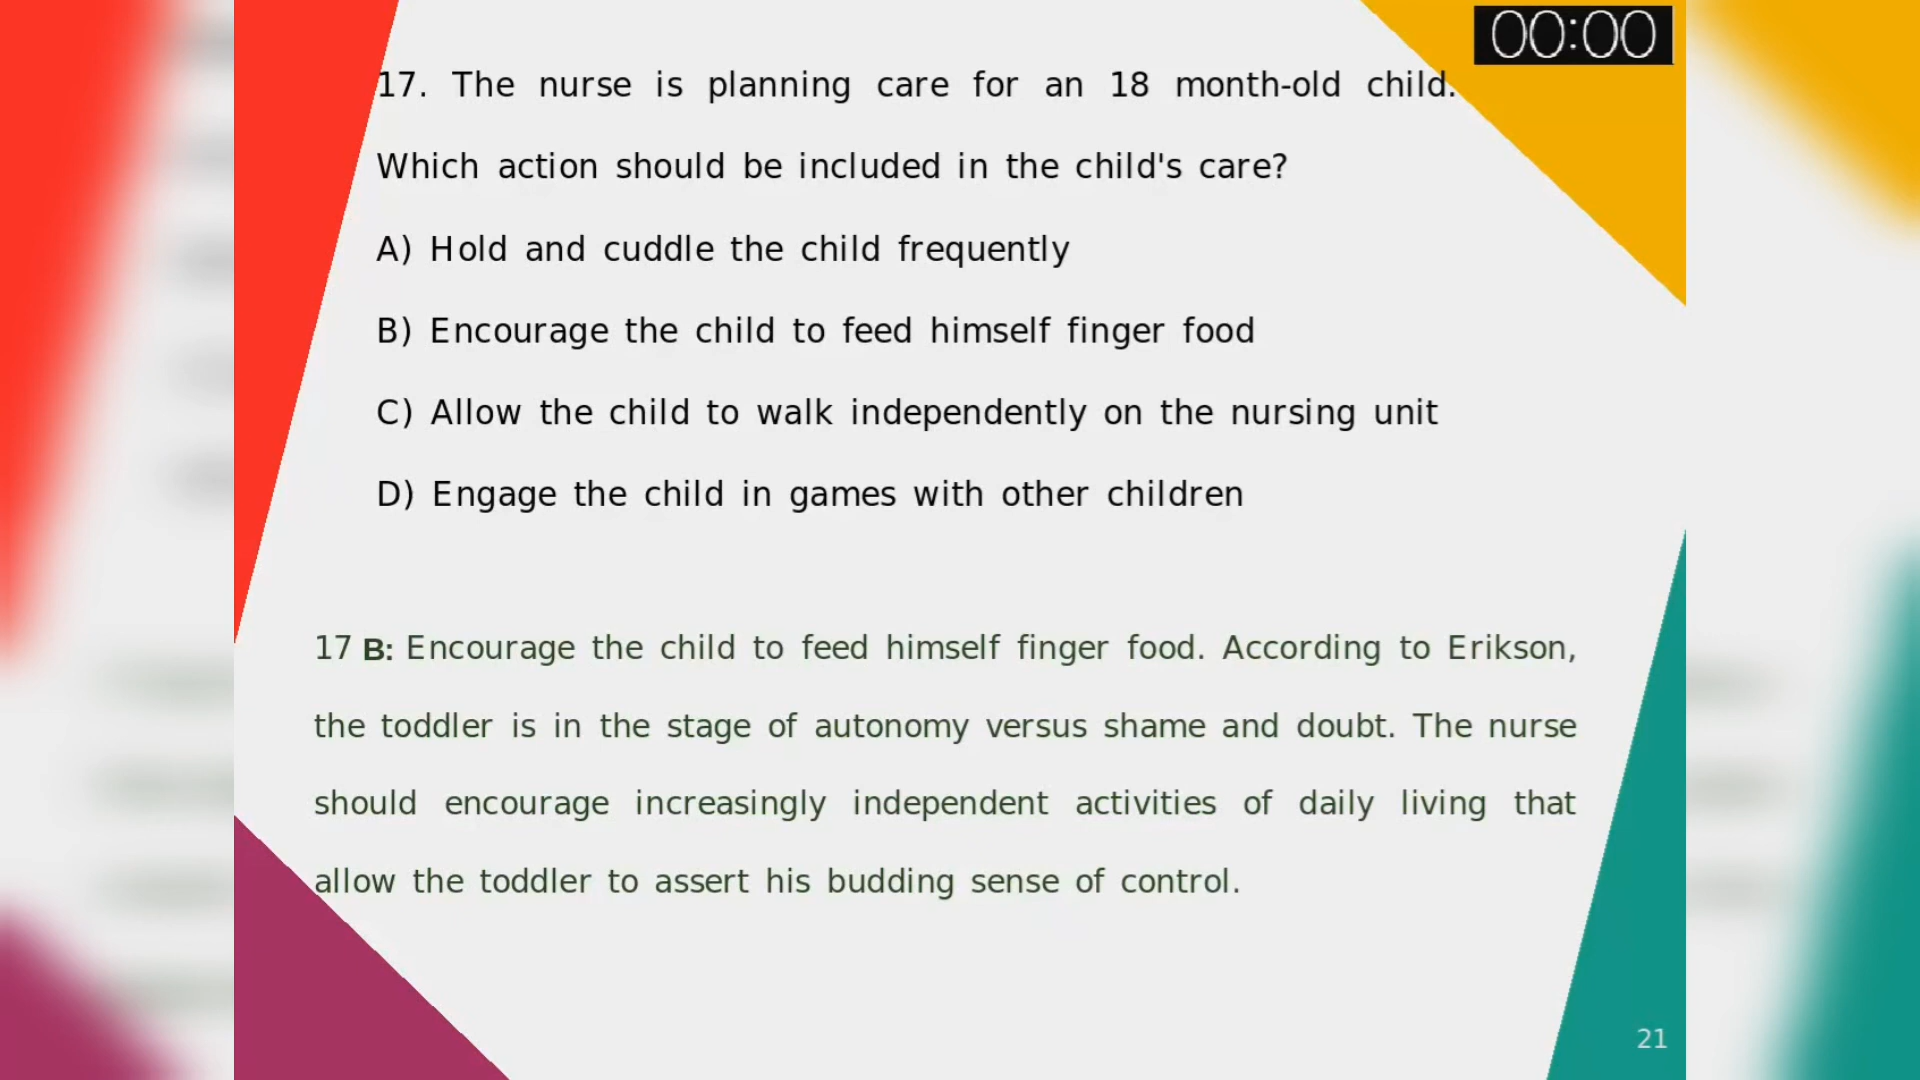 00:00
17. The nurse is planning care for an 18 month-old child.
Which action should be included in the child's care?
A) Hold and cuddle the child frequently
B) Encourage the child to feed himself finger food
C) Allow the child to walk independently on the nursing unit
D) Engage the child in games with other children
17 B: Encourage the child to feed himself finger food. According to Erikson,
the toddler is in the stage of autonomy versus shame and doubt. The nurse
should encourage increasingly independent activities of daily living that
allow the toddler to assert his budding sense of control.
21